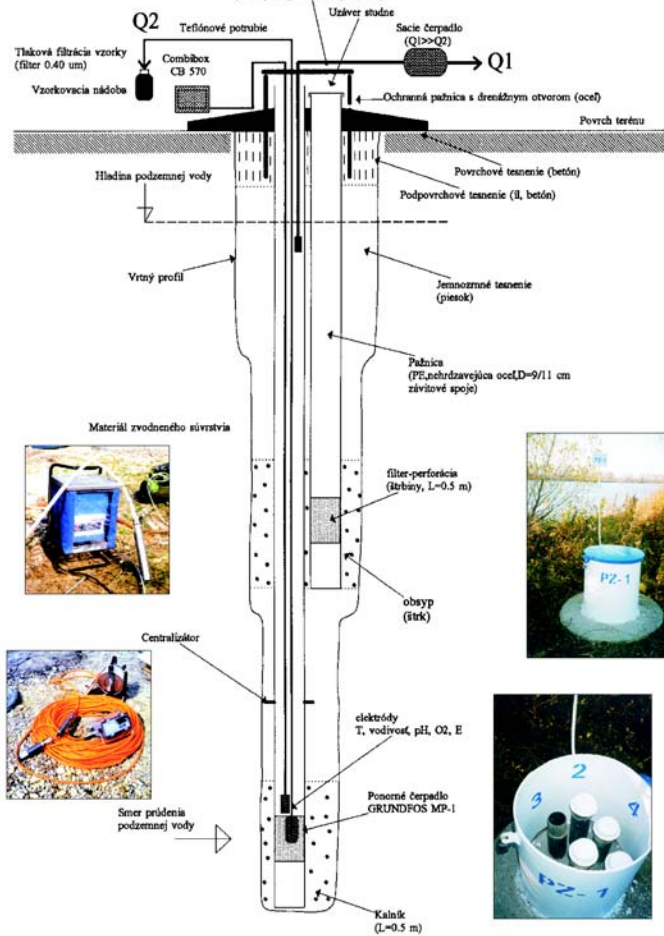 Uzáver studne
Q2
Teflónové potrubie
Sacie čerpadlo
(Q1>>Q2)
Q1
Tlaková filtrácia vzorky
(filter 0.40 um)
Combibox
CB 570
Vzorkovacia nádoba
Ochranná pažnica s drenážnym otvorom (oceľ)
Povrch terénu
Povrchové tesnenie (betón)
Hladina podzemnej vody
Podpovrchové tesnenie (íl, betón)
Vrtný profil
Jemnozrnné tesnenie
(piesok)
Pažnica
(PE,nehrdzavejúca oceľ,D=9/11 cm
závitové spoje)
Materiál zvodneného súvrstvia
filter-perforácia
(štrbiny, L=0.5 m)
PZ-1
obsyp
(štrk)
Centralizátor
elektródy
T, vodivosť, pH, O2, E
Ponorné čerpadlo
GRUNDFOS MP-1
Smer prúdenia
podzemnej vody
2
3
4
PZ-1
Kalník
(L=0.5 m)